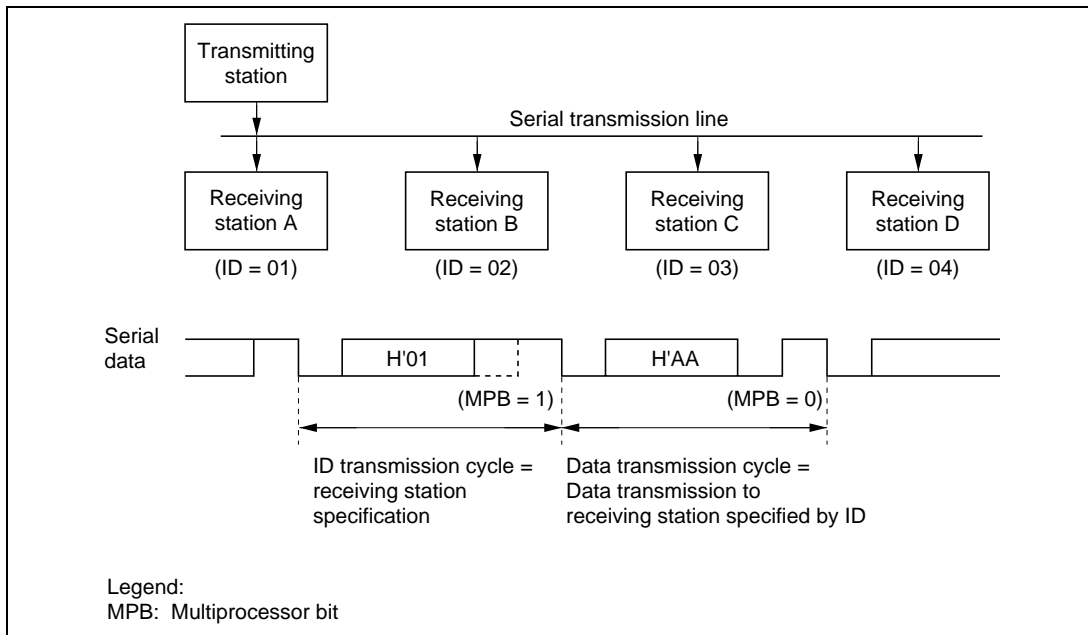 Transmitting
station
Serial transmission line
Receiving
station A
Receiving
station B
Receiving
station C
Receiving
station D
(ID = 01)
(ID = 02)
(ID = 03)
(ID = 04)
Serial
data
H'01
H'AA
(MPB = 1)
(MPB = 0)
ID transmission cycle =
receiving station
specification
Data transmission cycle =
Data transmission to
receiving station specified by ID
Legend:
MPB: Multiprocessor bit